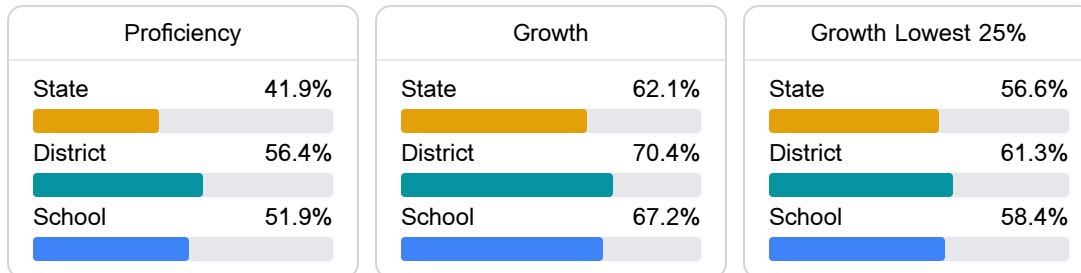 Proficiency
State 41.9%
District 56.4%
School 51.9%
Growth
State 62.1%
District 70.4%
School 67.2%
Growth Lowest 25%
State 56.6%
District 61.3%
School 58.4%